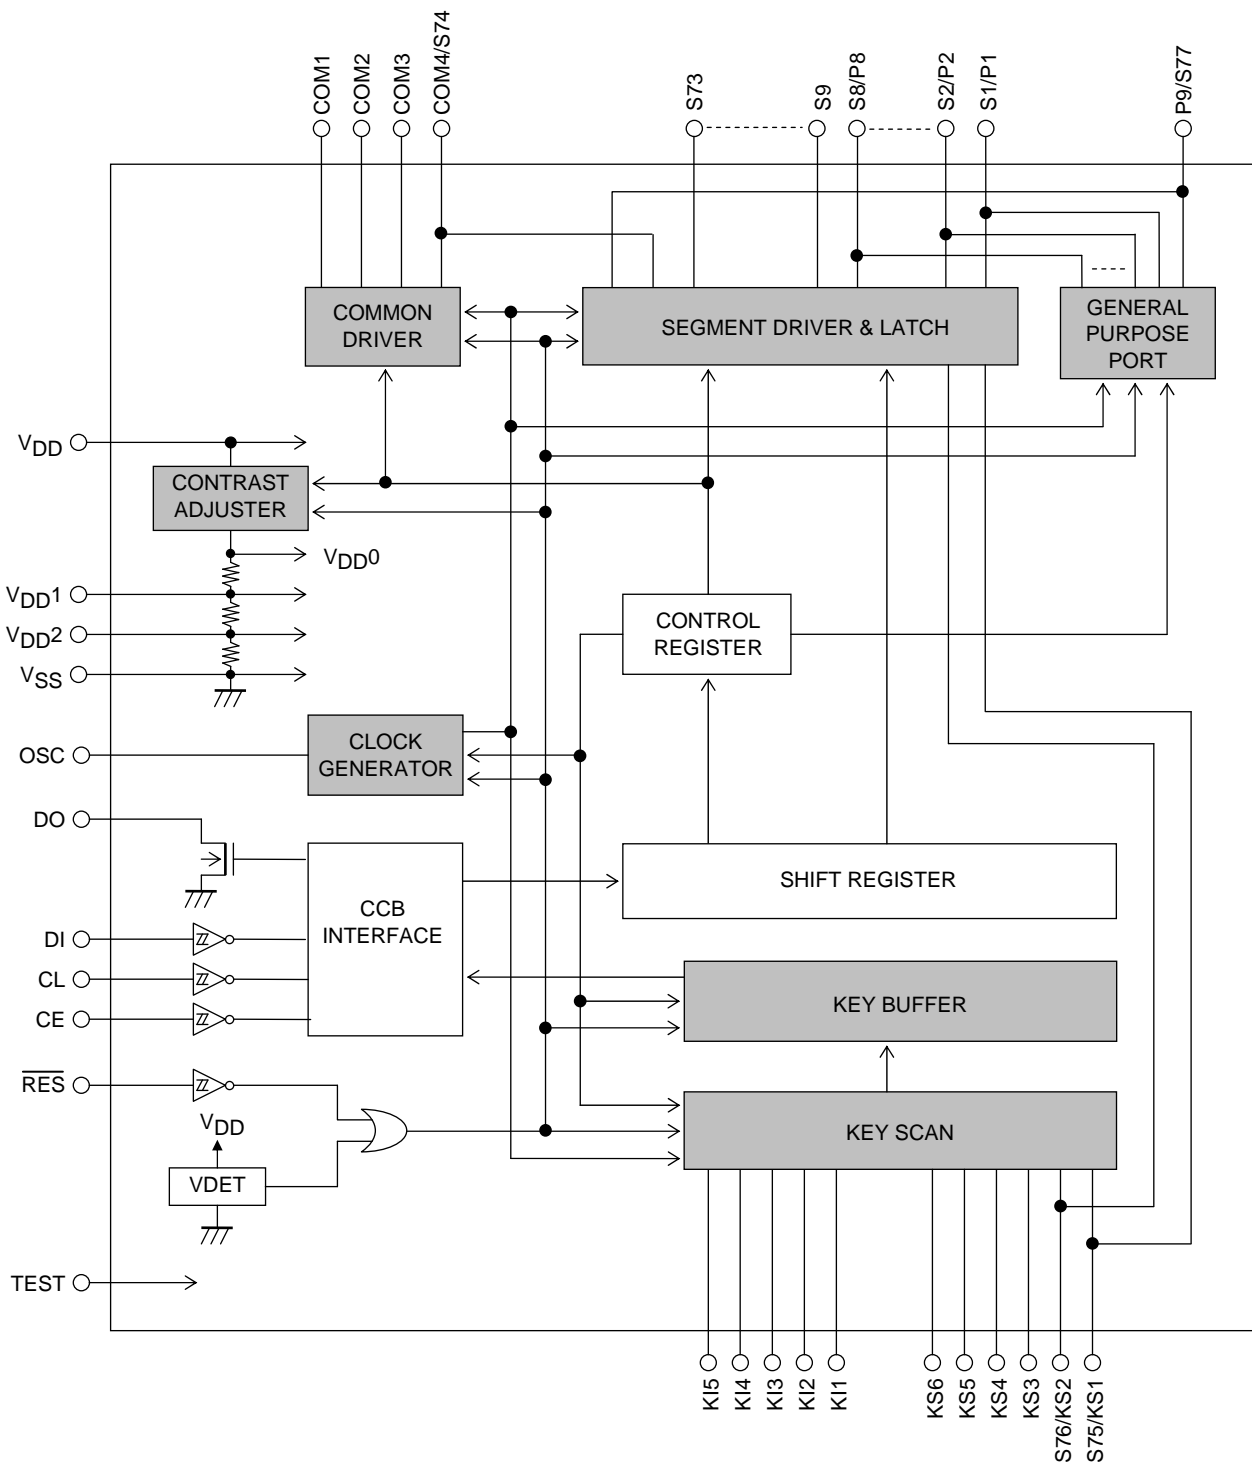 COM1
COM2
COM3
COM4/S74
S73
S9
S8/P8
S2/P2
S1/P1
P9/S77
COMMON
DRIVER
SEGMENT DRIVER & LATCH
GENERAL
PURPOSE
PORT
VDD
CONTRAST
ADJUSTER
VDD0
VDD1
VDD2
VSS
CONTROL
REGISTER
OSC
CLOCK
GENERATOR
DO
CCB
INTERFACE
SHIFT REGISTER
DI
CL
CE
KEY BUFFER
RES
VDD
VDET
KEY SCAN
TEST
KI5
KI4
KI3
KI2
KI1
KS6
KS5
KS4
KS3
S76/KS2
S75/KS1